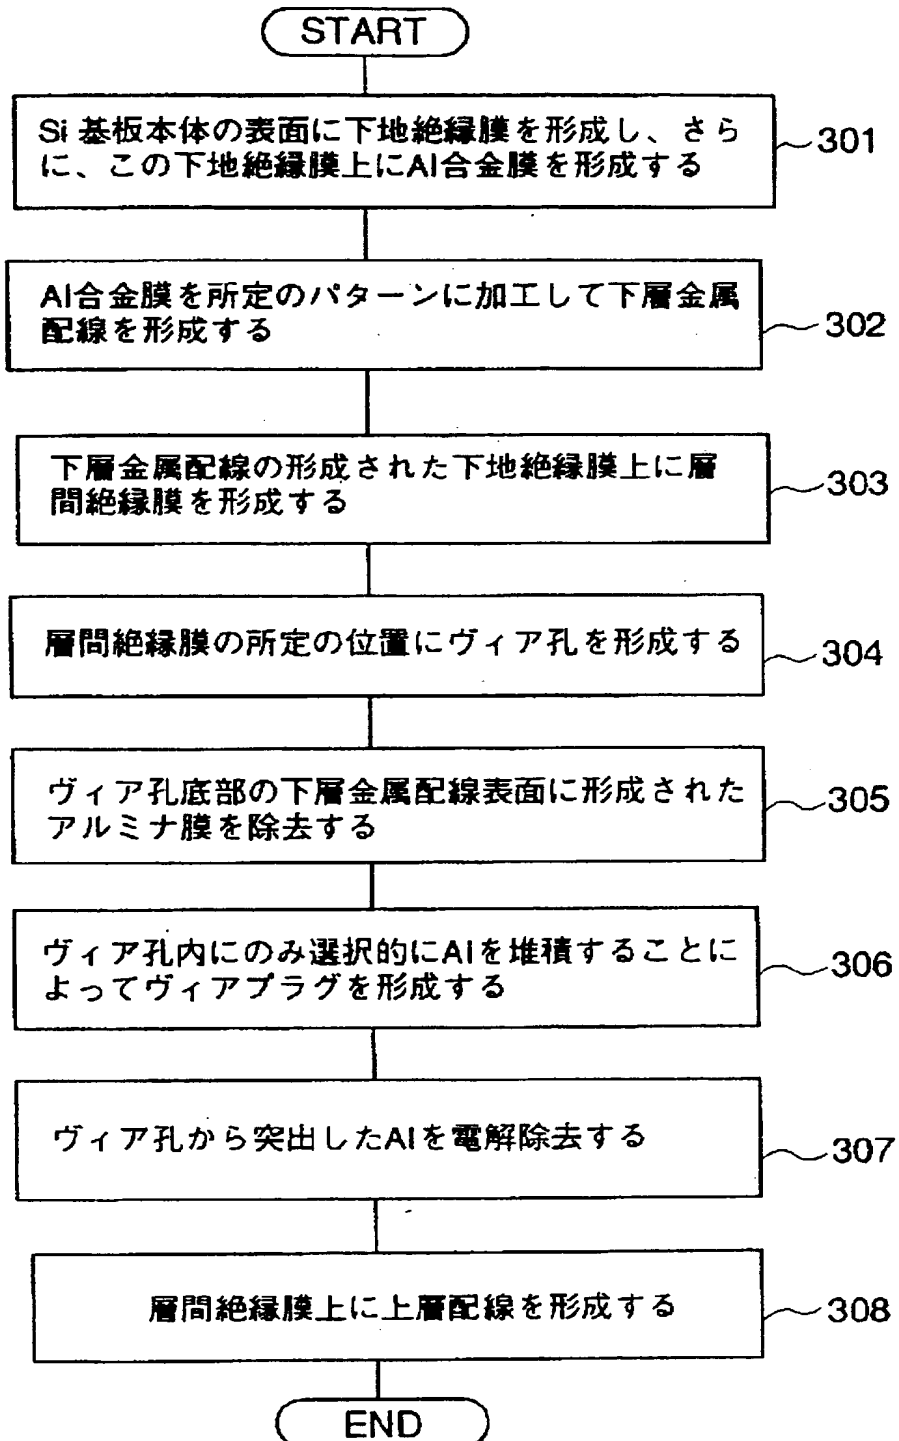 START
Si 基板本体の表面に下地絶縁膜を形成し、さら
に、この下地絶縁膜上にAl合金膜を形成する
301
Al合金膜を所定のパターンに加工して下層金属
配線を形成する
302
下層金属配線の形成された下地絶縁膜上に層
間絶縁膜を形成する
303
層間絶縁膜の所定の位置にヴィア孔を形成する
304
ヴィア孔底部の下層金属配線表面に形成された
アルミナ膜を除去する
305
ヴィア孔内にのみ選択的にAlを堆積することに
よってヴィアプラグを形成する
306
ヴィア孔から突出したAlを電解除去する
307
層間絶縁膜上に上層配線を形成する
308
END